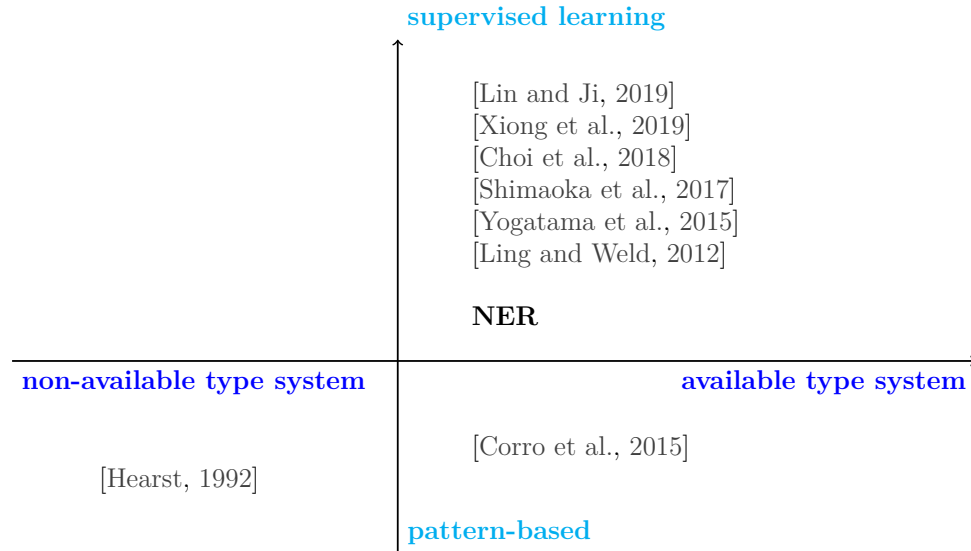 supervised learning
[Lin and Ji, 2019]
[Xiong et al., 2019]
[Choi et al., 2018]
[Shimaoka et al., 2017]
[Yogatama et al., 2015]
[Ling and Weld, 2012]
NER
non-available type system
available type system
[Corro et al., 2015]
[Hearst, 1992]
pattern-based